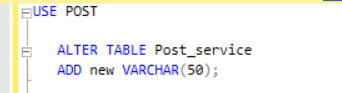 USE POST
ALTER TABLE Post_service
ADD new VARCHAR(50);